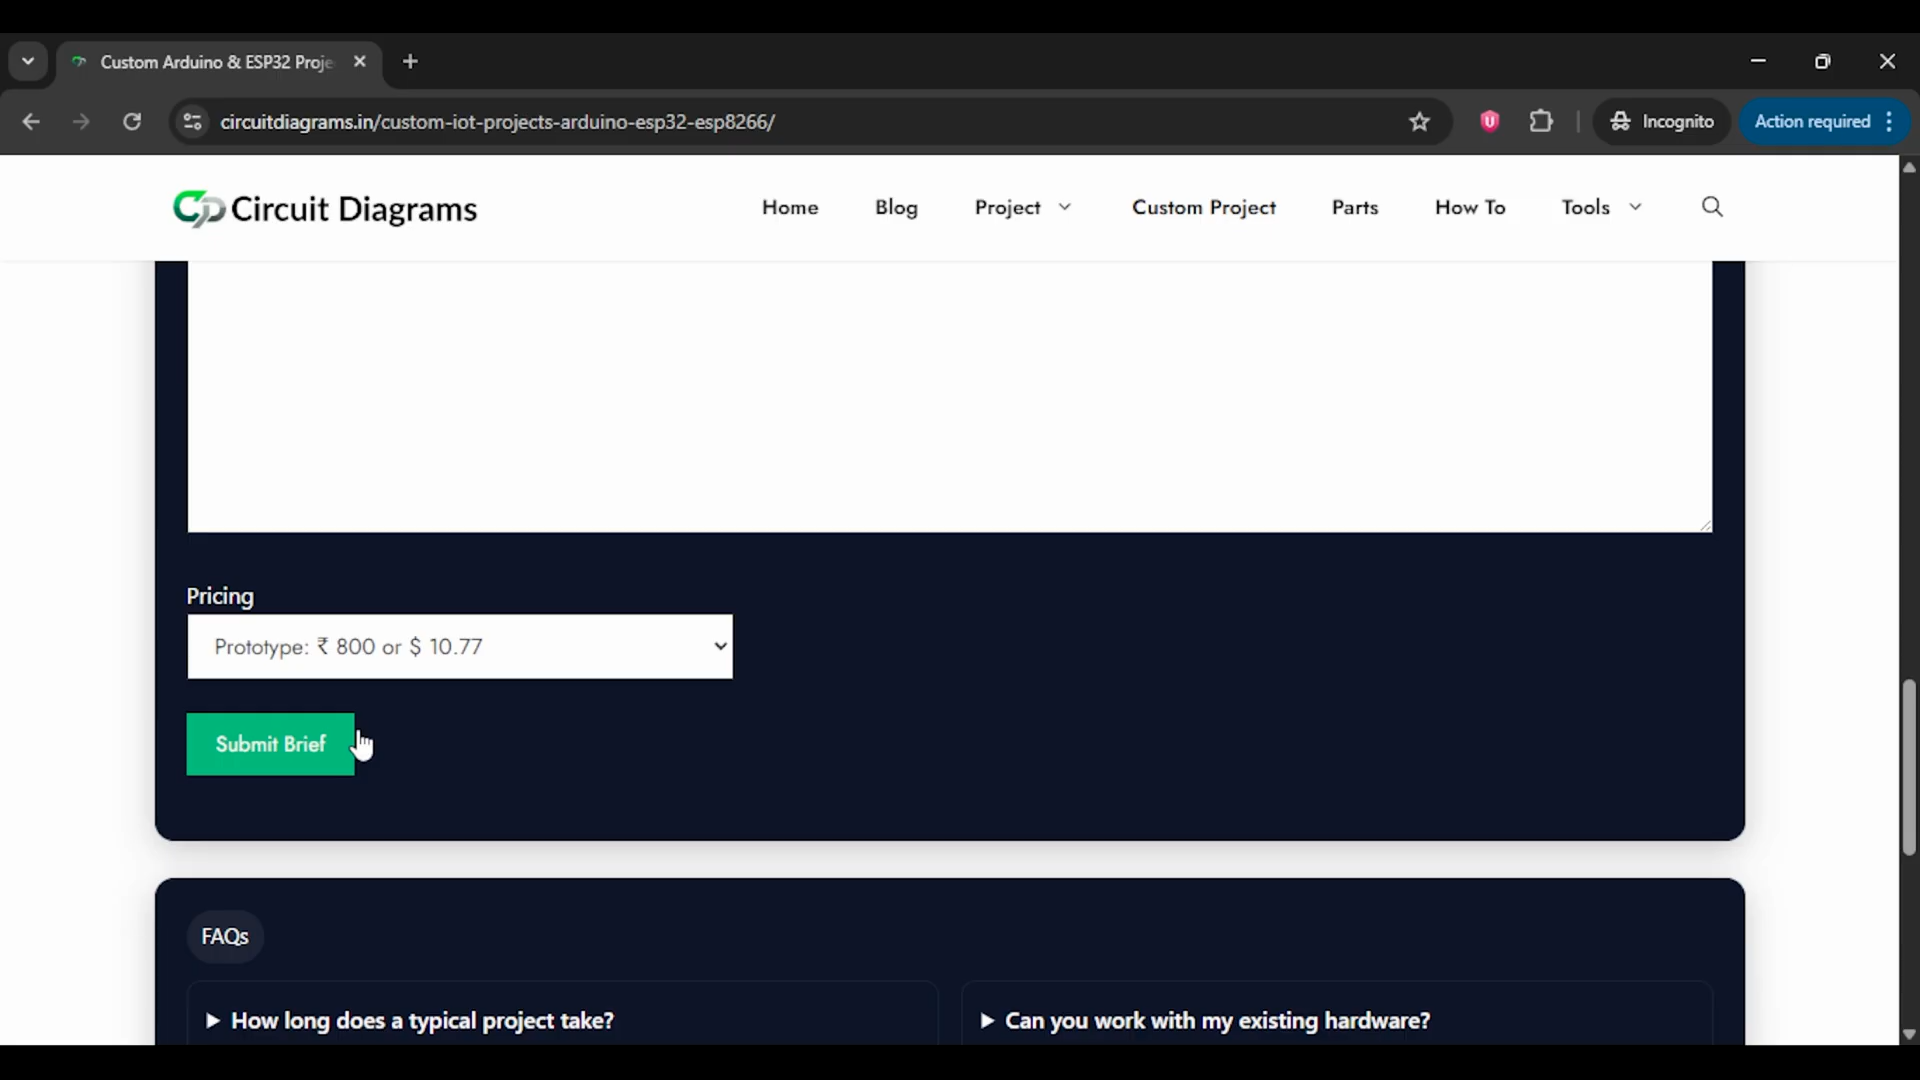 Custom Arduino & ESP32 Proje
circuitdiagrams.in/custom-iot-projects-arduino-esp32-esp8266/
Incognito
Action required
CD Circuit Diagrams
Home
Blog
Project
Custom Project
Parts
How To
Tools
Pricing
Prototype: ₹ 800 or $ 10.77
Submit Brief
FAQs
How long does a typical project take?
Can you work with my existing hardware?